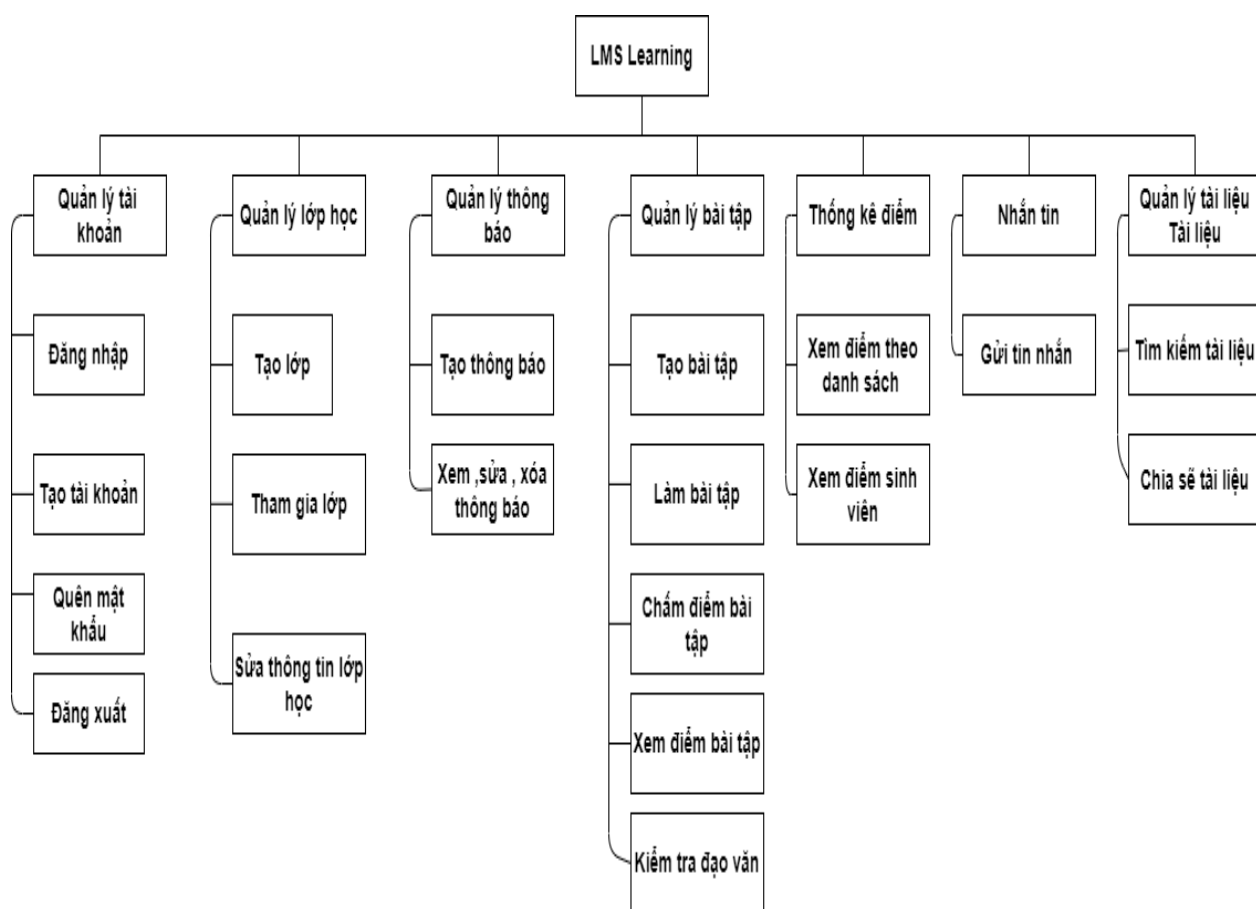 LMS Learning
Quản lý tài
khoản
Quản lý lớp học
Quản lý thông
báo
Quản lý bài tập
Thống kê điểm
Nhắn tin
Quản lý tài liệu
Tài liệu
Đăng nhập
Tạo lớp
Tạo thông báo
Tạo bài tập
Xem điểm theo
danh sách
Gửi tin nhắn
Tìm kiếm tài liệu
Tạo tài khoản
Tham gia lớp
Xem ,sửa , xóa
thông báo
Làm bài tập
Xem điểm sinh
viên
Chia sẽ tài liệu
Quên mật
khẩu
Chấm điểm bài
tập
Sửa thông tin lớp
học
Đăng xuất
Xem điểm bài tập
Kiểm tra đạo văn